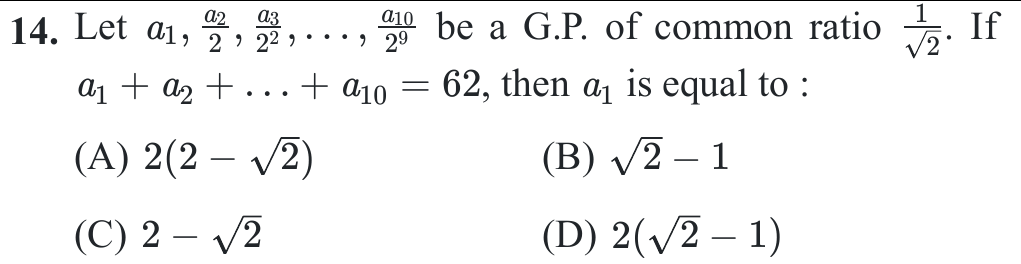 14. Let a₁, a₂/2, a₃/2², . . . , a₁₀/2⁹ be a G.P. of common ratio 1/√2. If
a₁ + a₂ + . . . + a₁₀ = 62, then a₁ is equal to :
(A) 2(2 − √2) (B) √2 − 1
(C) 2 − √2 (D) 2(√2 − 1)